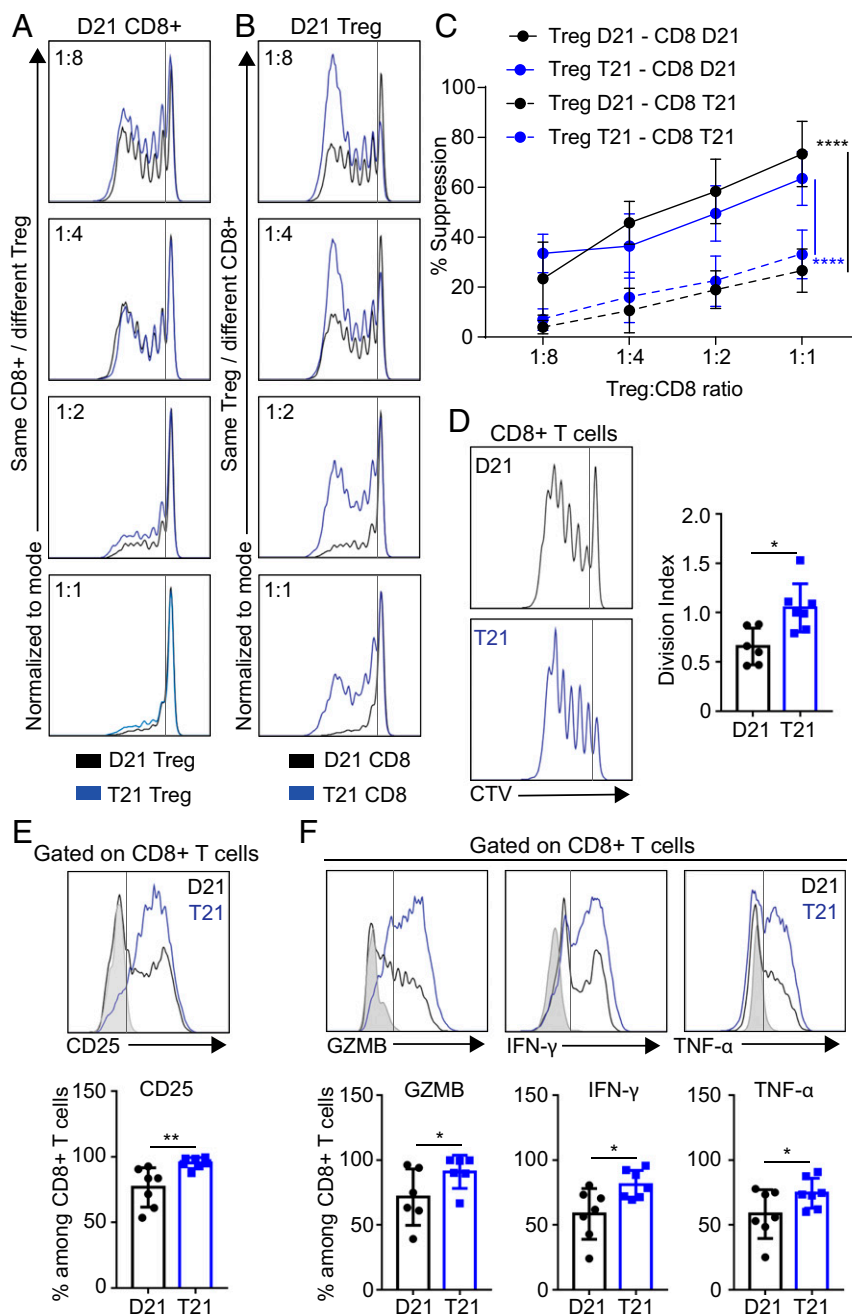 A
D21 CD8+
Same CD8+ / different Treg
Normalized to mode
1:8
1:4
1:2
1:1
D21 Treg
T21 Treg
B
D21 Treg
Same Treg / different CD8+
Normalized to mode
1:8
1:4
1:2
1:1
D21 CD8
T21 CD8
C
Treg D21 - CD8 D21
Treg T21 - CD8 D21
Treg D21 - CD8 T21
Treg T21 - CD8 T21
% Suppression
100
80
60
40
20
0
****
****
1:8 1:4 1:2 1:1
Treg:CD8 ratio
D
CD8+ T cells
D21
T21
CTV
Division Index
2.0
1.5
1.0
0.5
0
*
D21 T21
E
Gated on CD8+ T cells
D21
T21
CD25
CD25
% among CD8+ T cells
150
100
50
0
**
D21 T21
F
Gated on CD8+ T cells
D21
T21
GZMB
IFN-γ
TNF-α
GZMB
% among CD8+ T cells
150
100
50
0
*
D21 T21
IFN-γ
150
100
50
0
*
D21 T21
TNF-α
150
100
50
0
*
D21 T21